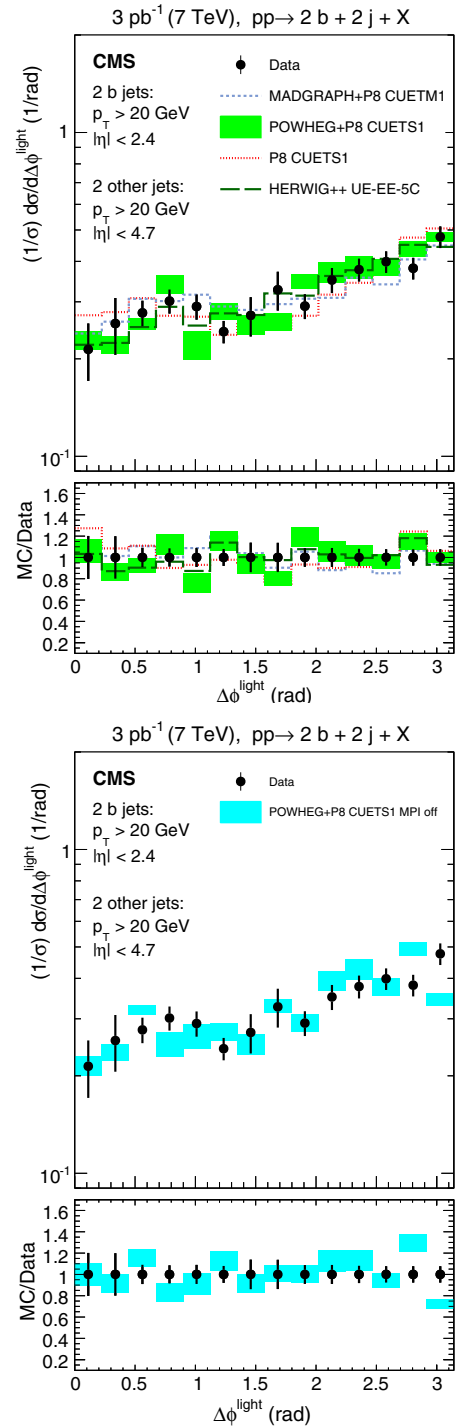 3 pb⁻¹ (7 TeV), pp→ 2 b + 2 j + X
CMS
2 b jets:
p_T > 20 GeV
|η| < 2.4
2 other jets:
p_T > 20 GeV
|η| < 4.7
Data
MADGRAPH+P8 CUETM1
POWHEG+P8 CUETS1
P8 CUETS1
HERWIG++ UE-EE-5C
(1/σ) dσ/dΔϕ^light (1/rad)
1
10⁻¹
MC/Data
1.6
1.4
1.2
1
0.8
0.6
0.4
0.2
0 0.5 1 1.5 2 2.5 3
Δϕ^light (rad)
3 pb⁻¹ (7 TeV), pp→ 2 b + 2 j + X
CMS
2 b jets:
p_T > 20 GeV
|η| < 2.4
2 other jets:
p_T > 20 GeV
|η| < 4.7
Data
POWHEG+P8 CUETS1 MPI off
(1/σ) dσ/dΔϕ^light (1/rad)
1
10⁻¹
MC/Data
1.6
1.4
1.2
1
0.8
0.6
0.4
0.2
0 0.5 1 1.5 2 2.5 3
Δϕ^light (rad)